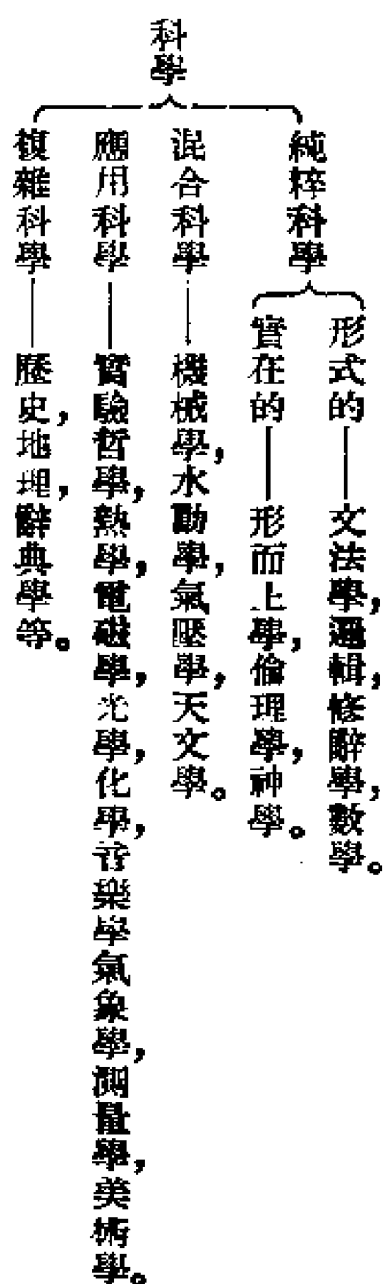 科學
純粹科學
形式的——文法學,邏輯,修辭學,數學。
實在的——形而上學,倫理學,神學。
混合科學——機械學,水動學,氣壓學,天文學。
應用科學——實驗哲學,熱學,電磁學,光學,化學,音樂學氣象學,測量學,美術學。
複雜科學——歷史,地理,辭典學等。